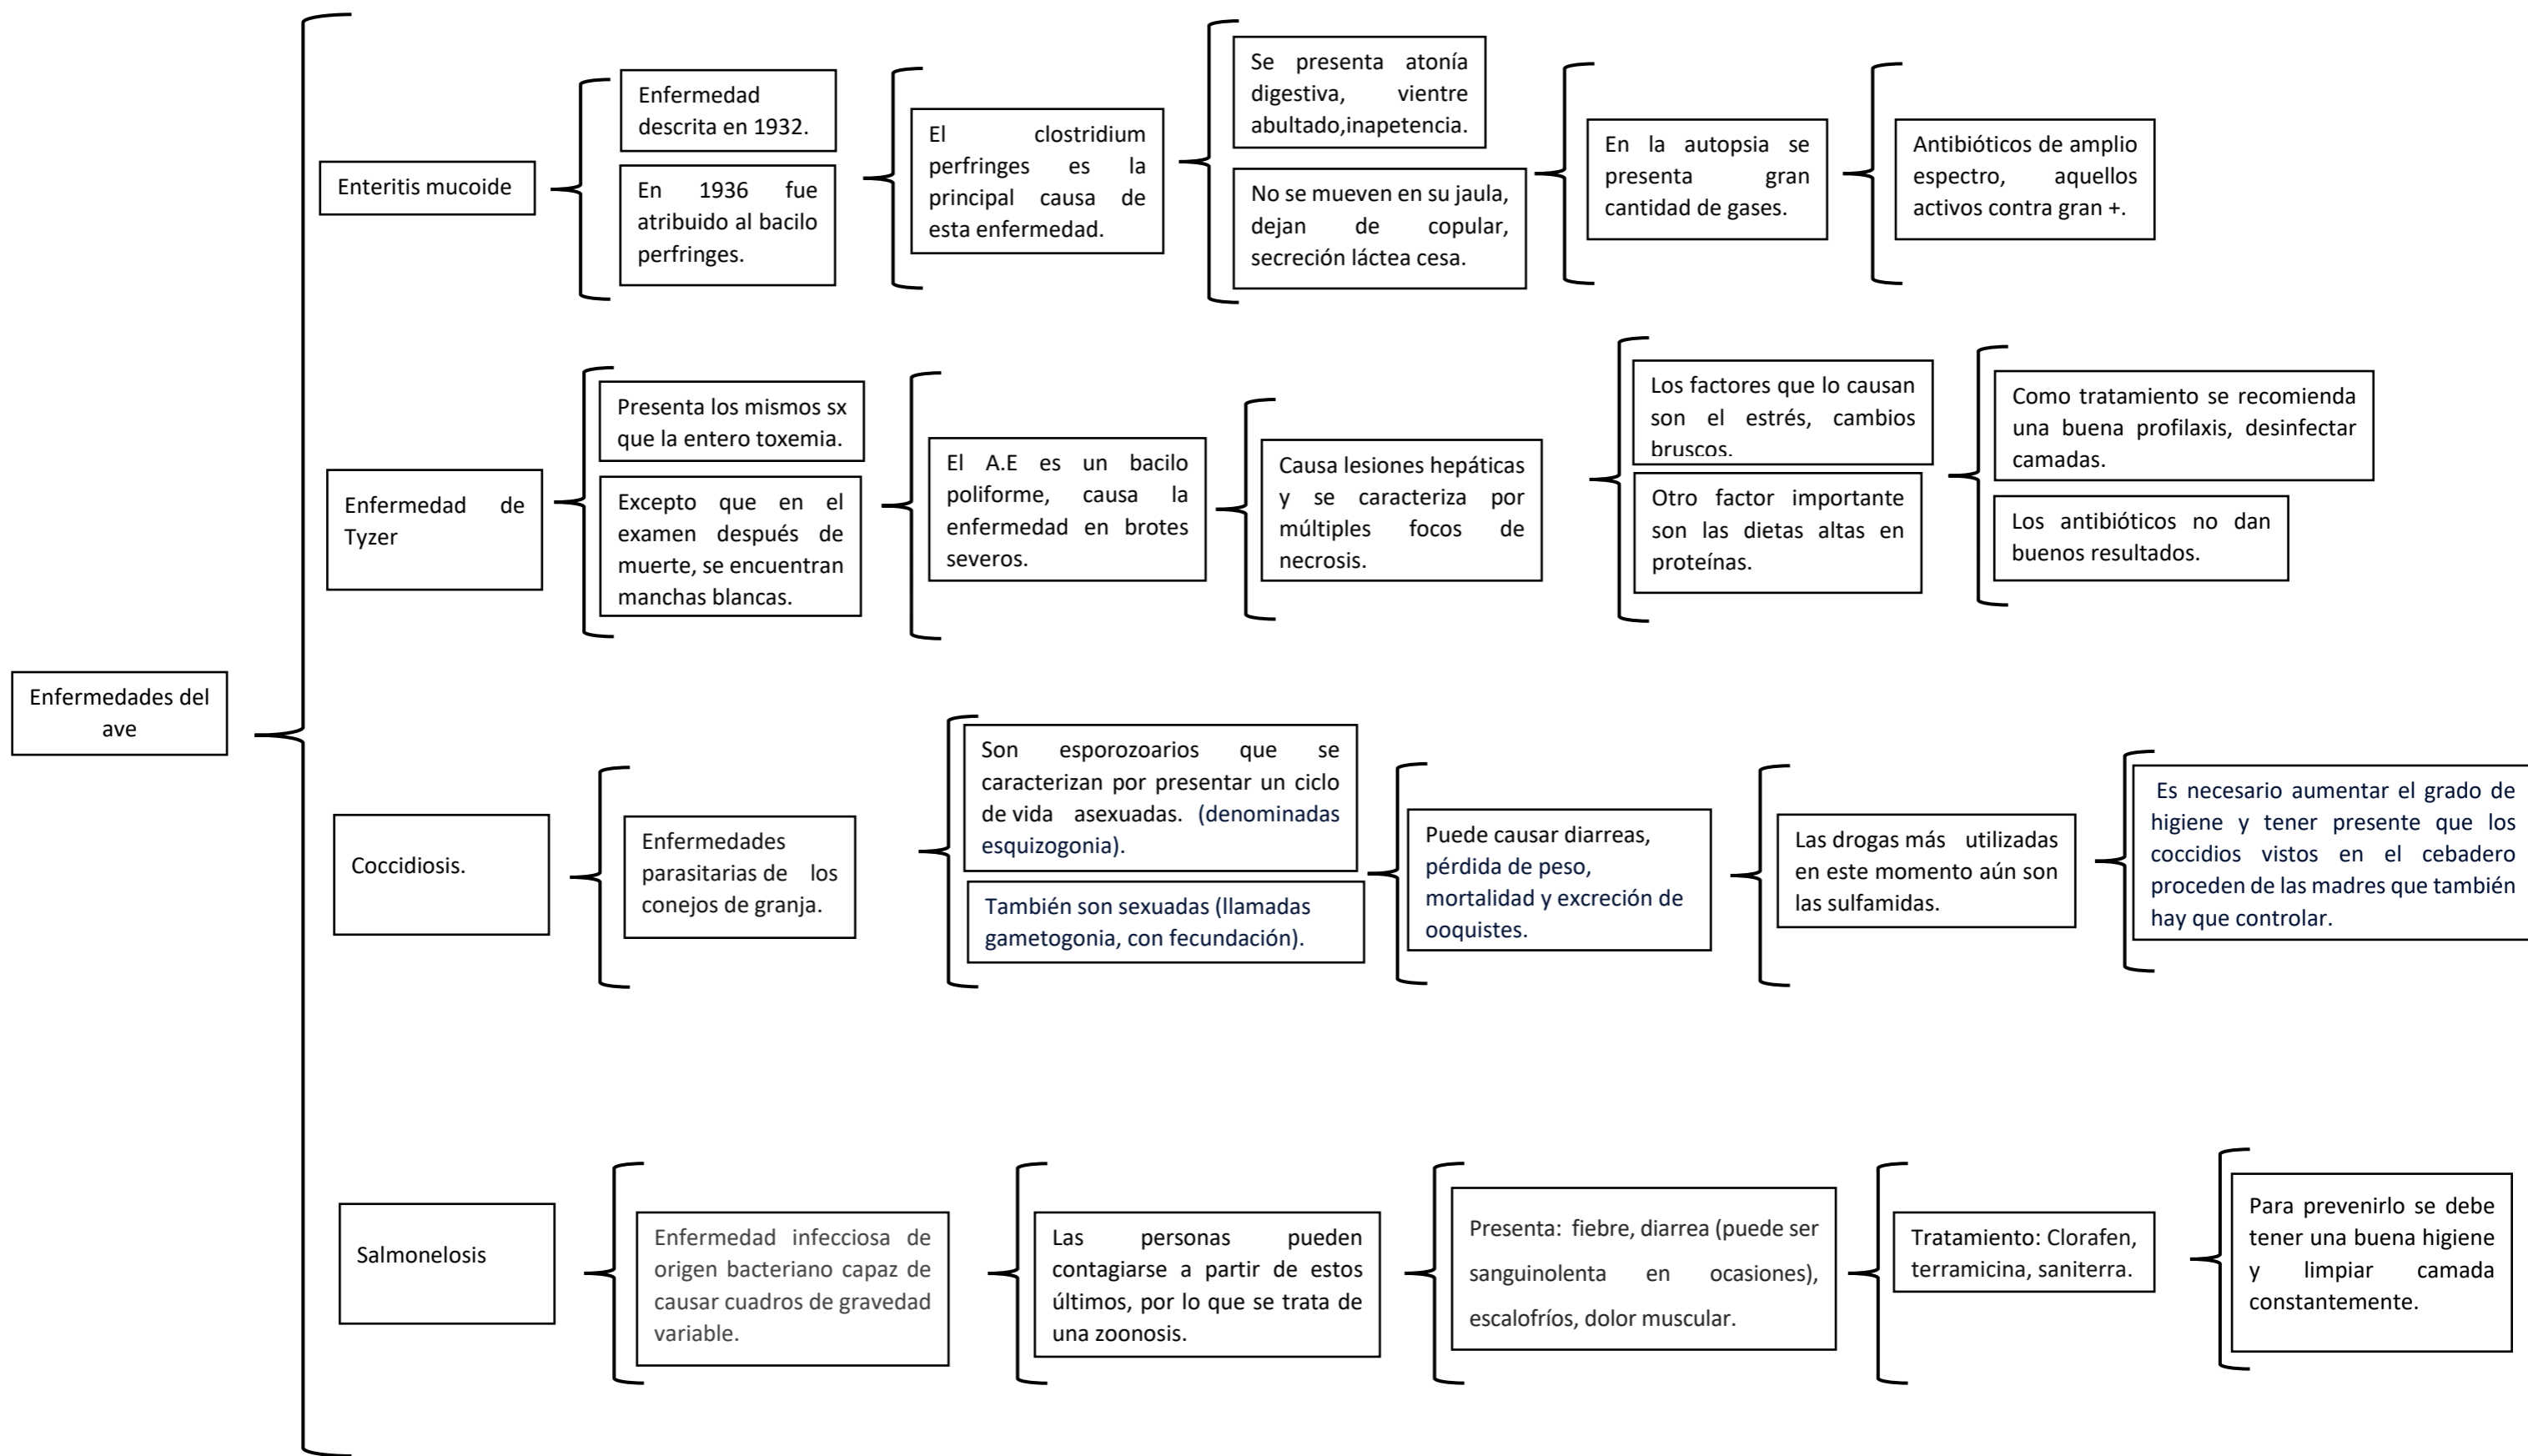 Enfermedades del
ave
Enteritis mucoide
Enfermedad
descrita en 1932.
En 1936 fue
atribuido al bacilo
perfringes.
El clostridium
perfringes es la
principal causa de
esta enfermedad.
Se presenta atonía
digestiva, vientre
abultado,inapetencia.
No se mueven en su jaula,
dejan de copular,
secreción láctea cesa.
En la autopsia se
presenta gran
cantidad de gases.
Antibióticos de amplio
espectro, aquellos
activos contra gran +.
Enfermedad de
Tyzer
Presenta los mismos sx
que la entero toxemia.
Excepto que en el
examen después de
muerte, se encuentran
manchas blancas.
El A.E es un bacilo
poliforme, causa la
enfermedad en brotes
severos.
Causa lesiones hepáticas
y se caracteriza por
múltiples focos de
necrosis.
Los factores que lo causan
son el estrés, cambios
bruscos.
Otro factor importante
son las dietas altas en
proteínas.
Como tratamiento se recomienda
una buena profilaxis, desinfectar
camadas.
Los antibióticos no dan
buenos resultados.
Coccidiosis.
Enfermedades
parasitarias de los
conejos de granja.
Son esporozoarios que se
caracterizan por presentar un ciclo
de vida asexuadas. (denominadas
esquizogonia).
También son sexuadas (llamadas
gametogonia, con fecundación).
Puede causar diarreas,
pérdida de peso,
mortalidad y excreción de
ooquistes.
Las drogas más utilizadas
en este momento aún son
las sulfamidas.
Es necesario aumentar el grado de
higiene y tener presente que los
coccidios vistos en el cebadero
proceden de las madres que también
hay que controlar.
Salmonelosis
Enfermedad infecciosa de
origen bacteriano capaz de
causar cuadros de gravedad
variable.
Las personas pueden
contagiarse a partir de estos
últimos, por lo que se trata de
una zoonosis.
Presenta: fiebre, diarrea (puede ser
sanguinolenta en ocasiones),
escalofríos, dolor muscular.
Tratamiento: Clorafen,
terramicina, saniterra.
Para prevenirlo se debe
tener una buena higiene
y limpiar camada
constantemente.